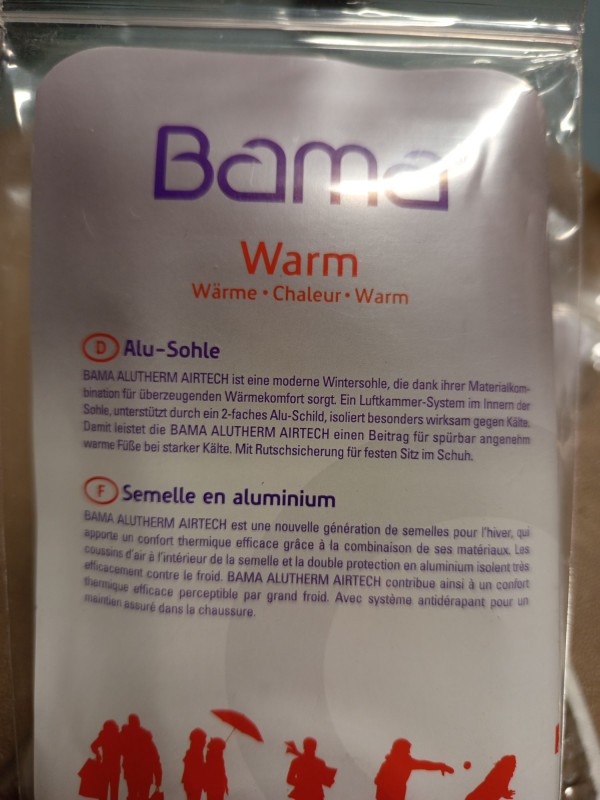 Bama
Warm
Wärme • Chaleur • Warm
D Alu-Sohle
BAMA ALUTHERM AIRTECH ist eine moderne Wintersohle, die dank ihrer Materialkom-
bination für überzeugenden Wärmekomfort sorgt. Ein Luftkammer-System im Innern der
Sohle, unterstützt durch ein 2-faches Alu-Schild, isoliert besonders wirksam gegen Kälte.
Damit leistet die BAMA ALUTHERM AIRTECH einen Beitrag für spürbar angenehm
warme Füße bei starker Kälte. Mit Rutschsicherung für festen Sitz im Schuh.
F Semelle en aluminium
BAMA ALUTHERM AIRTECH est une nouvelle génération de semelles pour l'hiver, qui
apporte un confort thermique efficace grâce à la combinaison de ses matériaux. Les
coussins d'air à l'intérieur de la semelle et la double protection en aluminium isolent très
efficacement contre le froid. BAMA ALUTHERM AIRTECH contribue ainsi à un confort
thermique efficace perceptible par grand froid. Avec système antidérapant pour un
maintien assuré dans la chaussure.